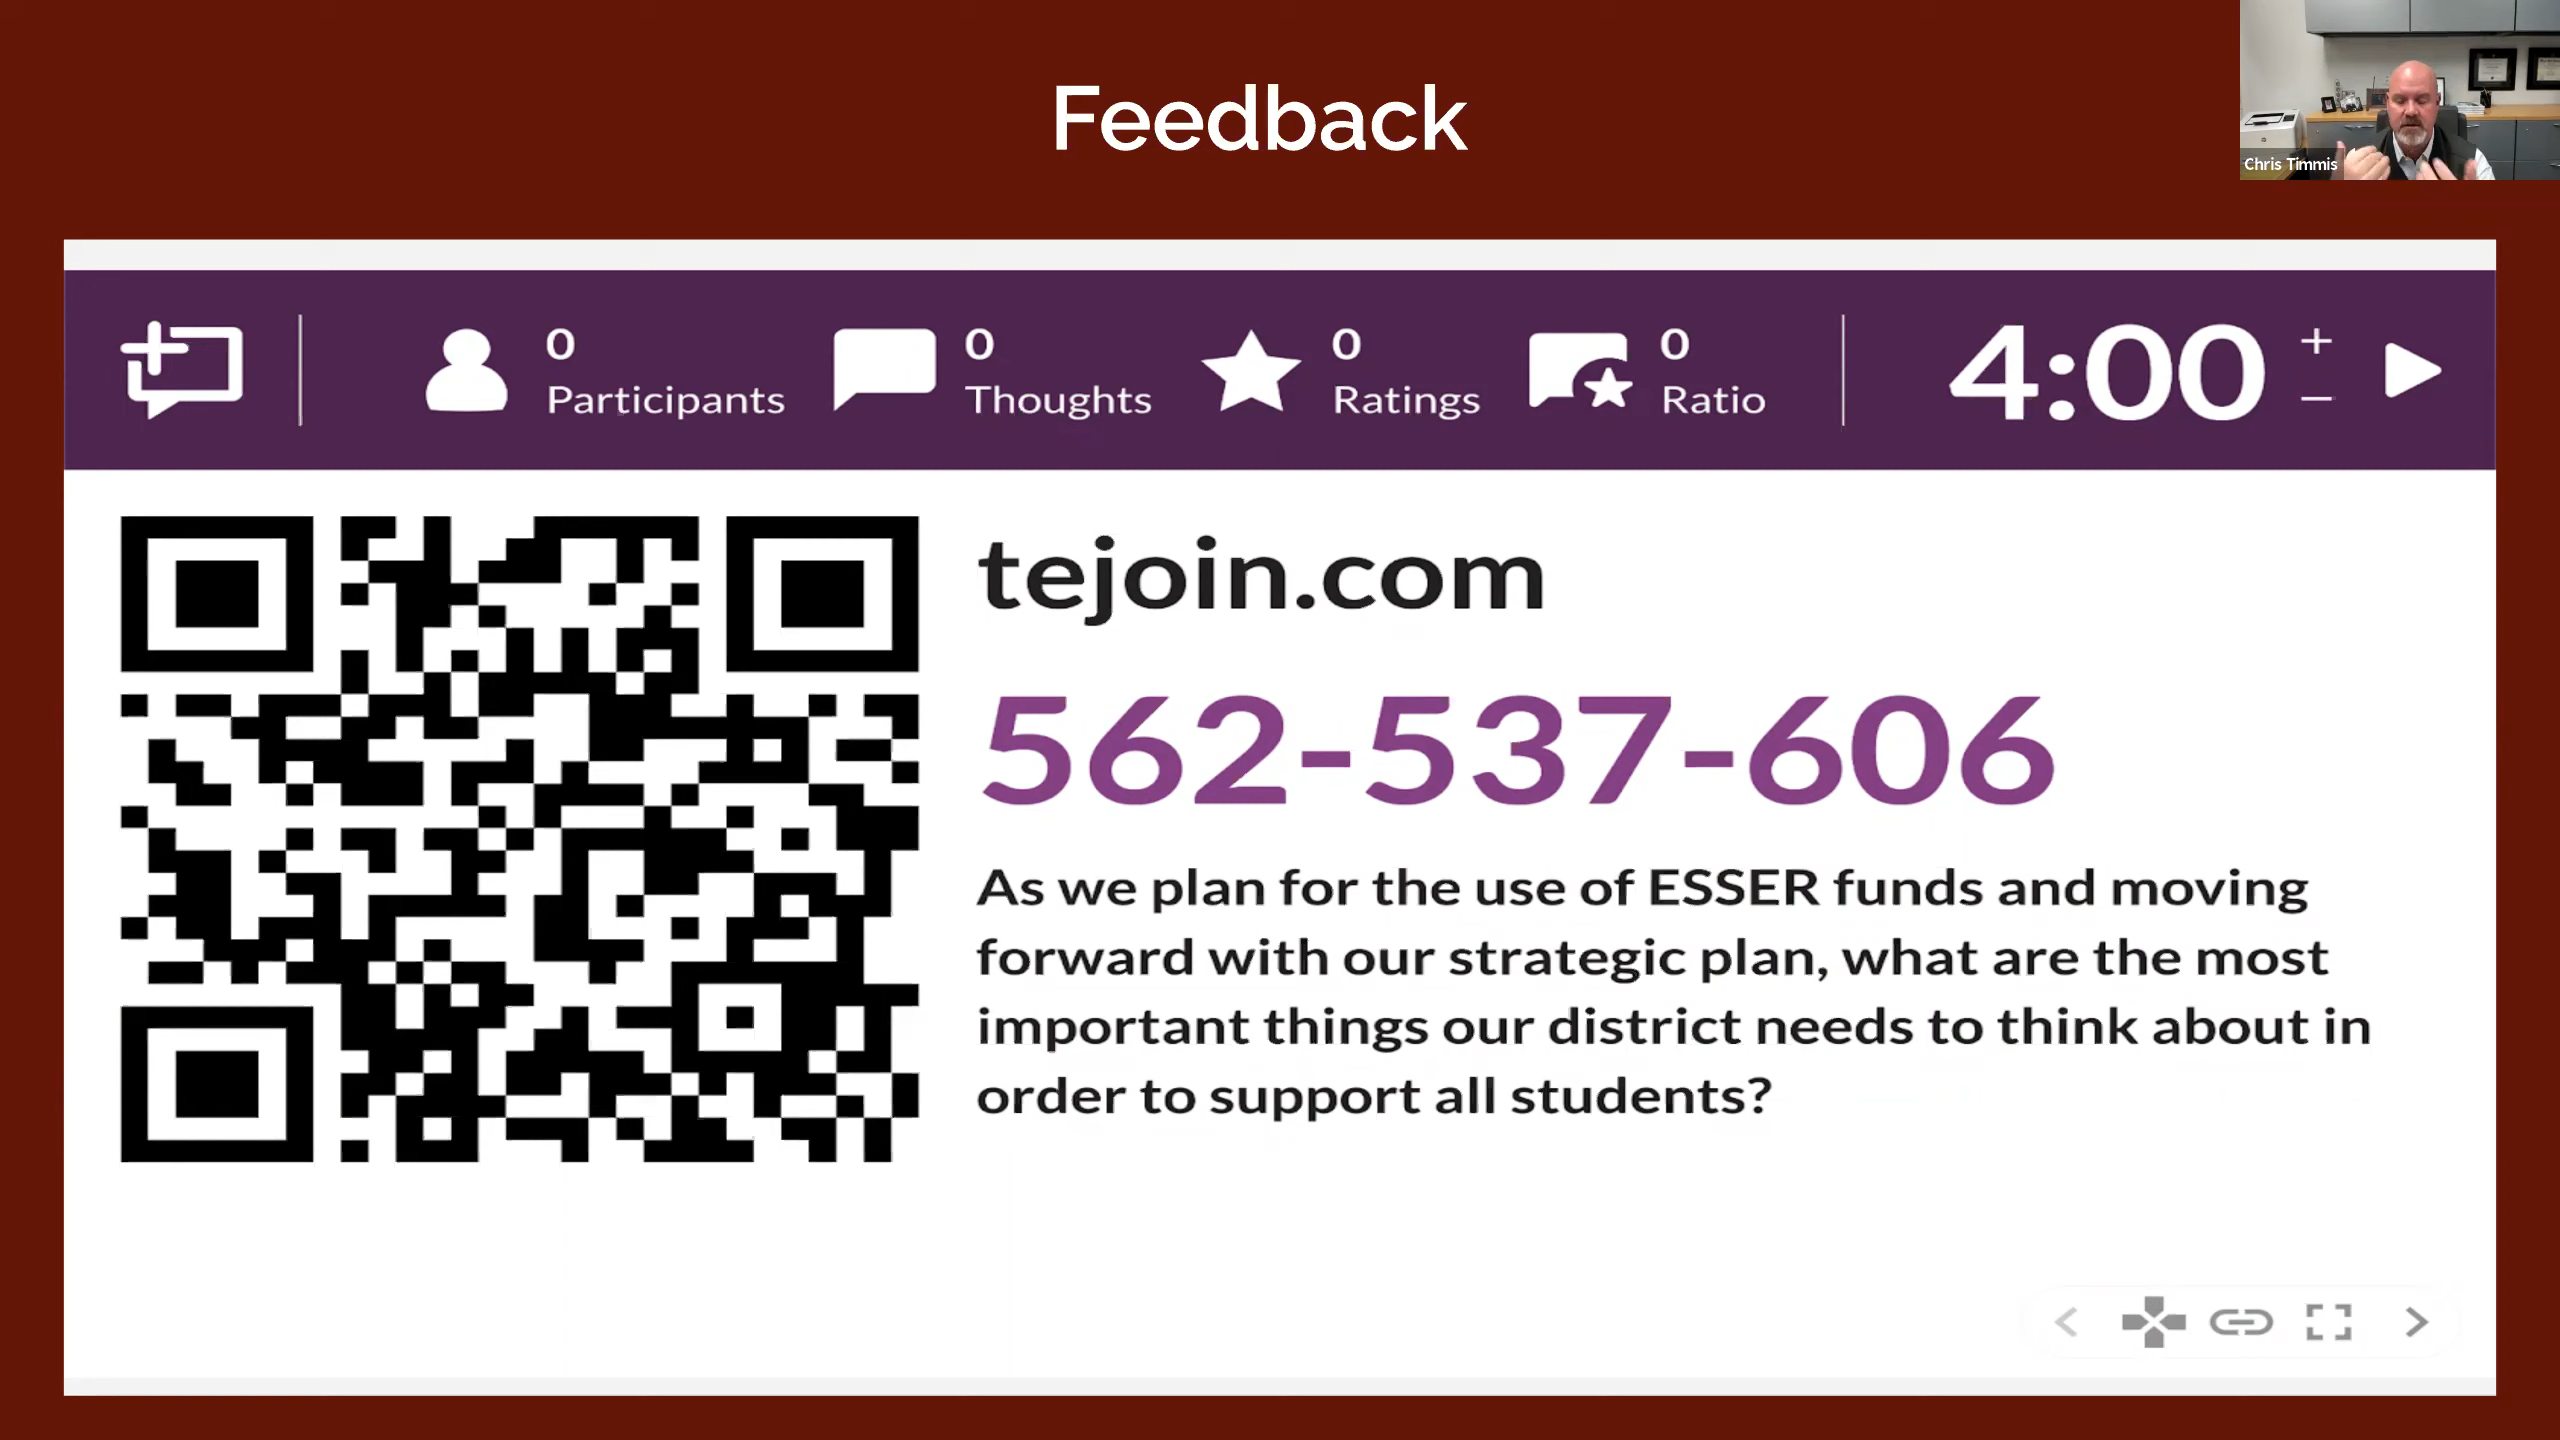 Feedback
Chris Timmis
0
Participants
0
Thoughts
0
Ratings
0
Ratio
4:00
+
−
tejoin.com
562-537-606
As we plan for the use of ESSER funds and moving
forward with our strategic plan, what are the most
important things our district needs to think about in
order to support all students?